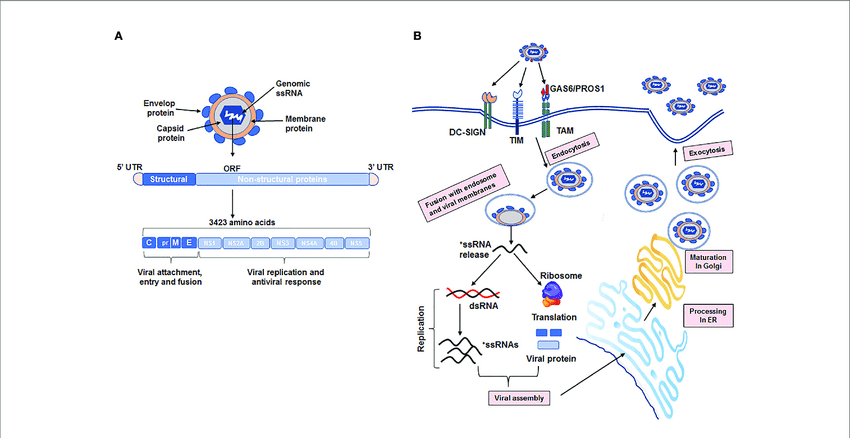 A
Genomic
ssRNA
Envelop
protein
Capsid
protein
Membrane
protein
5' UTR
ORF
3' UTR
Structural
Non-structural proteins
3423 amino acids
C
pr
M
E
NS1
NS2A
2B
NS3
NS4A
4B
NS5
Viral attachment,
entry and fusion
Viral replication and
antiviral response
B
GAS6/PROS1
DC-SIGN
TIM
TAM
Endocytosis
Exocytosis
Fusion with endosome
and viral membranes
*ssRNA
release
Ribosome
Maturation
In Golgi
Replication
dsRNA
Translation
Processing
In ER
*ssRNAs
Viral protein
Viral assembly